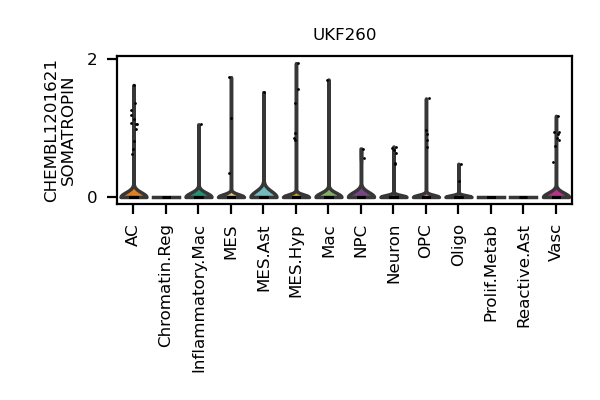 UKF260
CHEMBL1201621
SOMATROPIN
2
0
AC
Chromatin.Reg
Inflammatory.Mac
MES
MES.Ast
MES.Hyp
Mac
NPC
Neuron
OPC
Oligo
Prolif.Metab
Reactive.Ast
Vasc